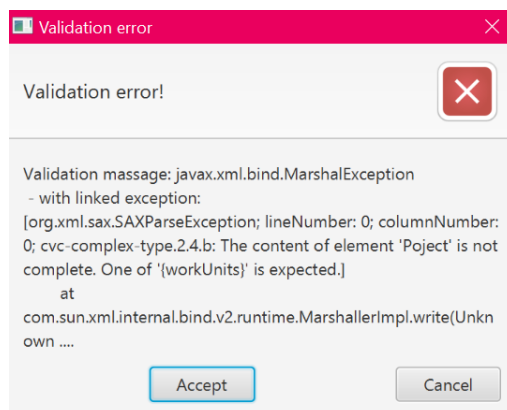 Validation error
Validation error!
Validation massage: javax.xml.bind.MarshalException
- with linked exception:
[org.xml.sax.SAXParseException; lineNumber: 0; columnNumber:
0; cvc-complex-type.2.4.b: The content of element 'Poject' is not
complete. One of '{workUnits}' is expected.]
at
com.sun.xml.internal.bind.v2.runtime.MarshallerImpl.write(Unkn
own ....
Accept
Cancel